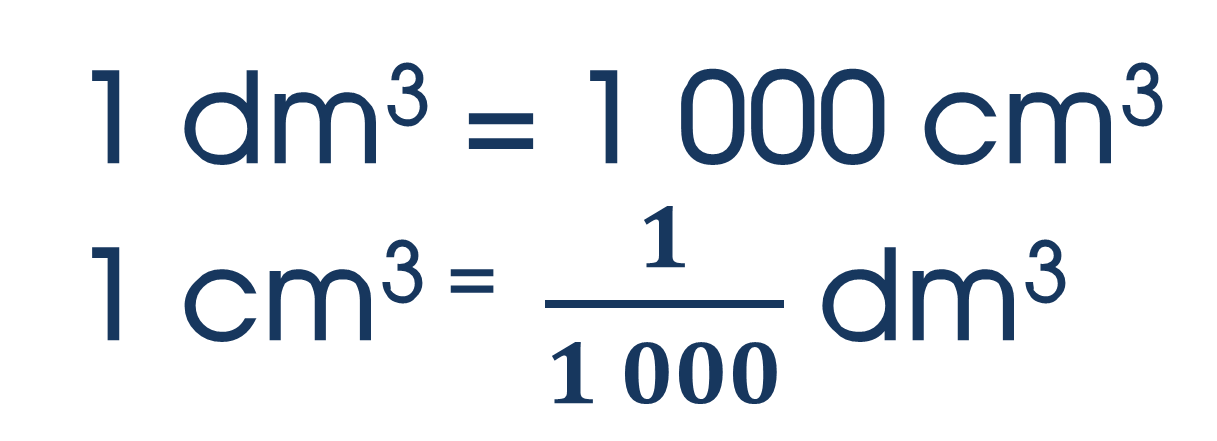 1 dm³ = 1 000 cm³
1 cm³ = 1/1 000 dm³